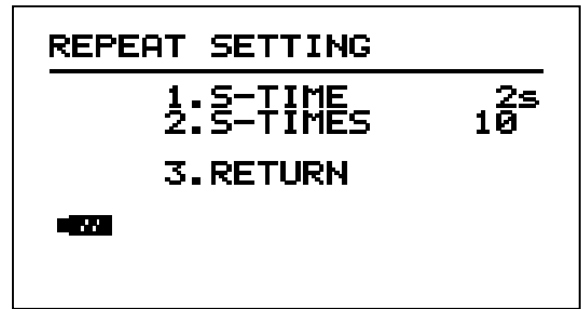 REPEAT SETTING
1.S-TIME 2s
2.S-TIMES 10
3.RETURN